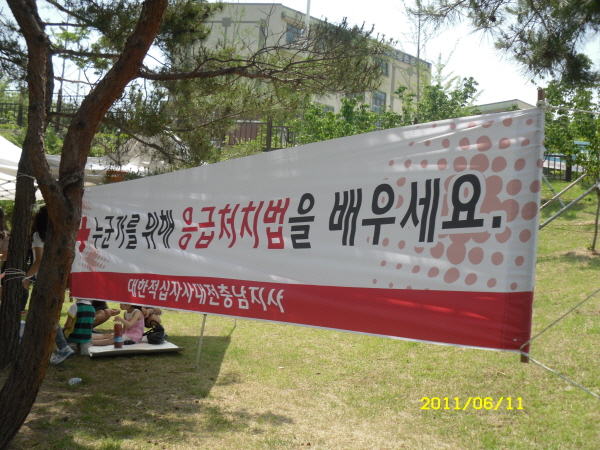 누군가를 위해 응급처치법을 배우세요.
대한적십자사대전충남지사
2011/06/11